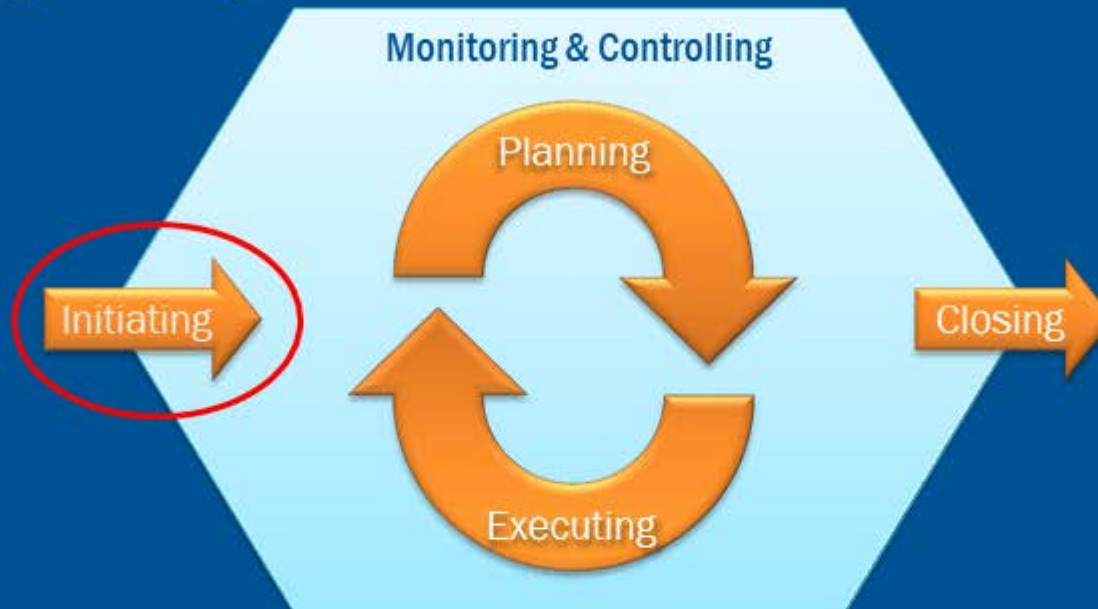 Monitoring & Controlling
Planning
Initiating
Closing
Executing